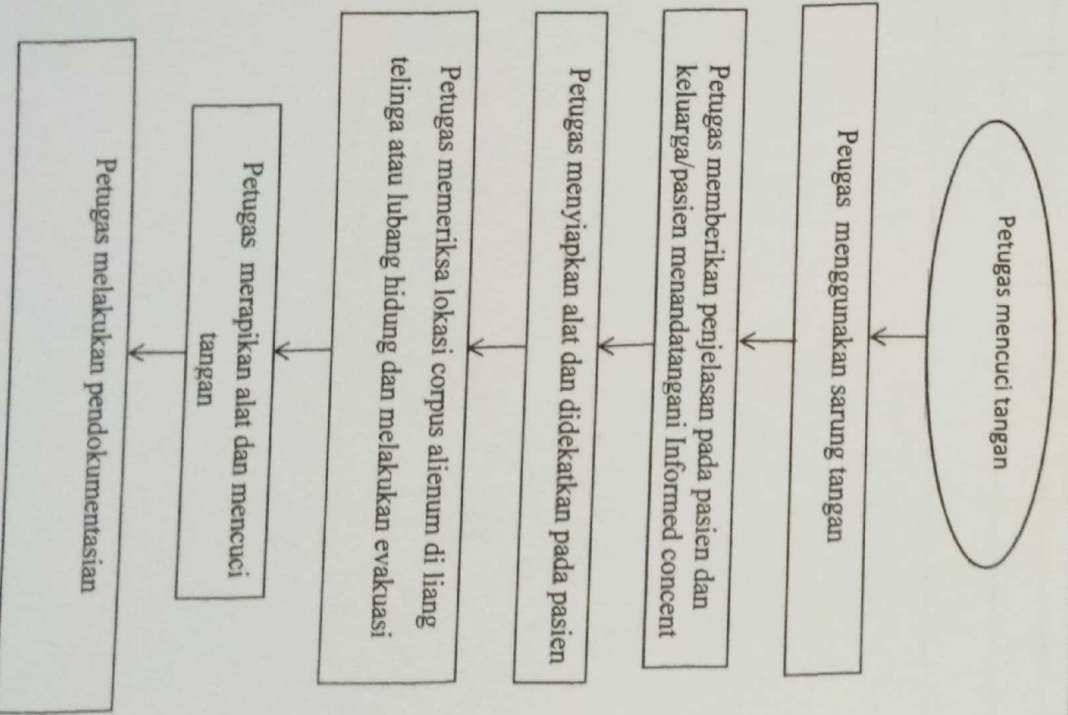 Petugas mencuci tangan
Peugas menggunakan sarung tangan
Petugas memberikan penjelasan pada pasien dan
keluarga/pasien menandatangani Informed concent
Petugas menyiapkan alat dan didekatkan pada pasien
Petugas memeriksa lokasi corpus alienum di liang
telinga atau lubang hidung dan melakukan evakuasi
Petugas merapikan alat dan mencuci
tangan
Petugas melakukan pendokumentasian